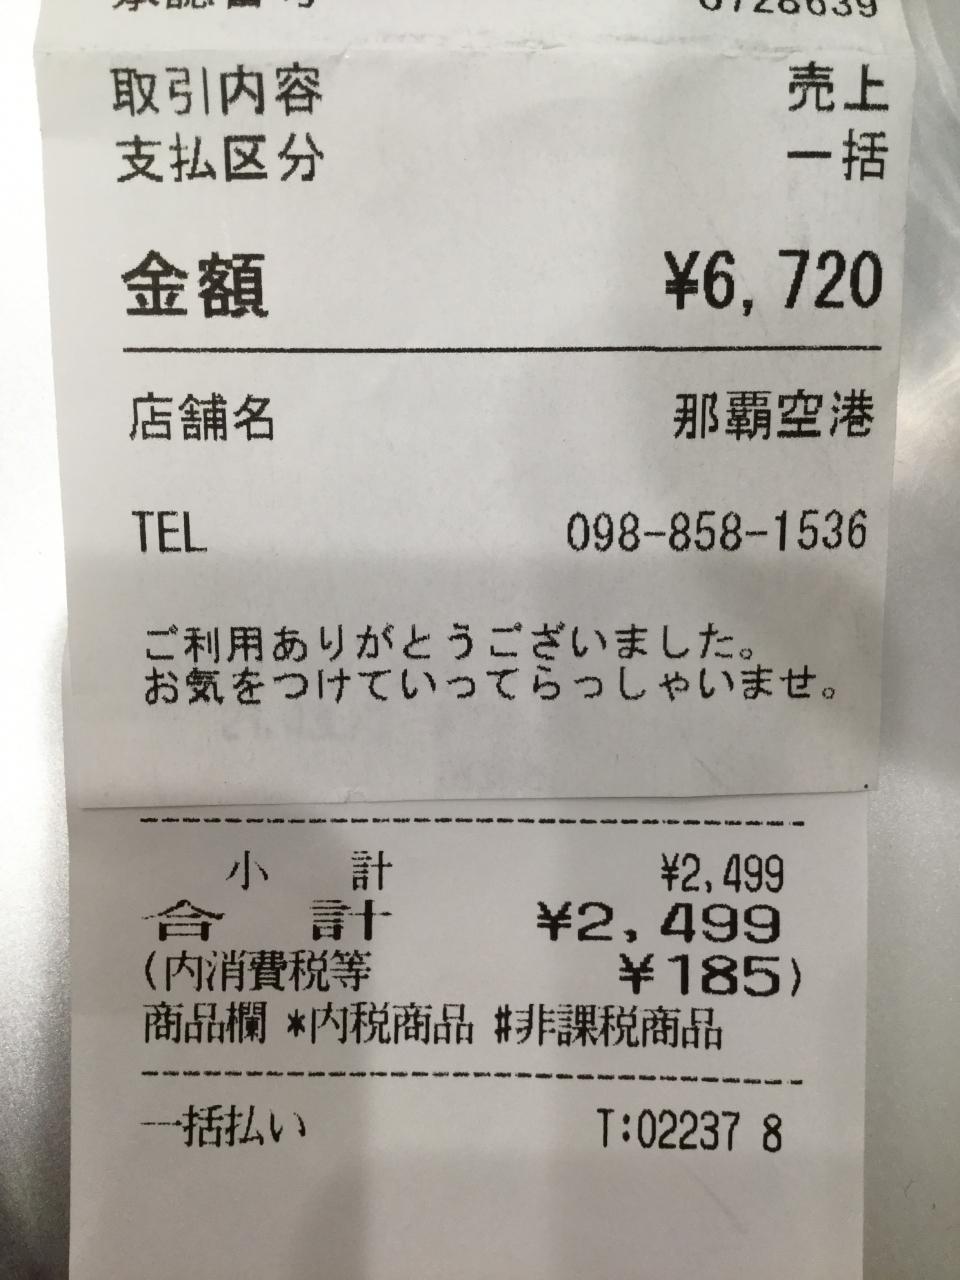 取引内容 売上
支払区分 一括
金額 ¥6,720
店舗名 那覇空港
TEL 098-858-1536
ご利用ありがとうございました。
お気をつけていってらっしゃいませ。
小計 ¥2,499
合計 ¥2,499
(内消費税等 ¥185)
商品欄 *内税商品 #非課税商品
一括払い T:02237 8